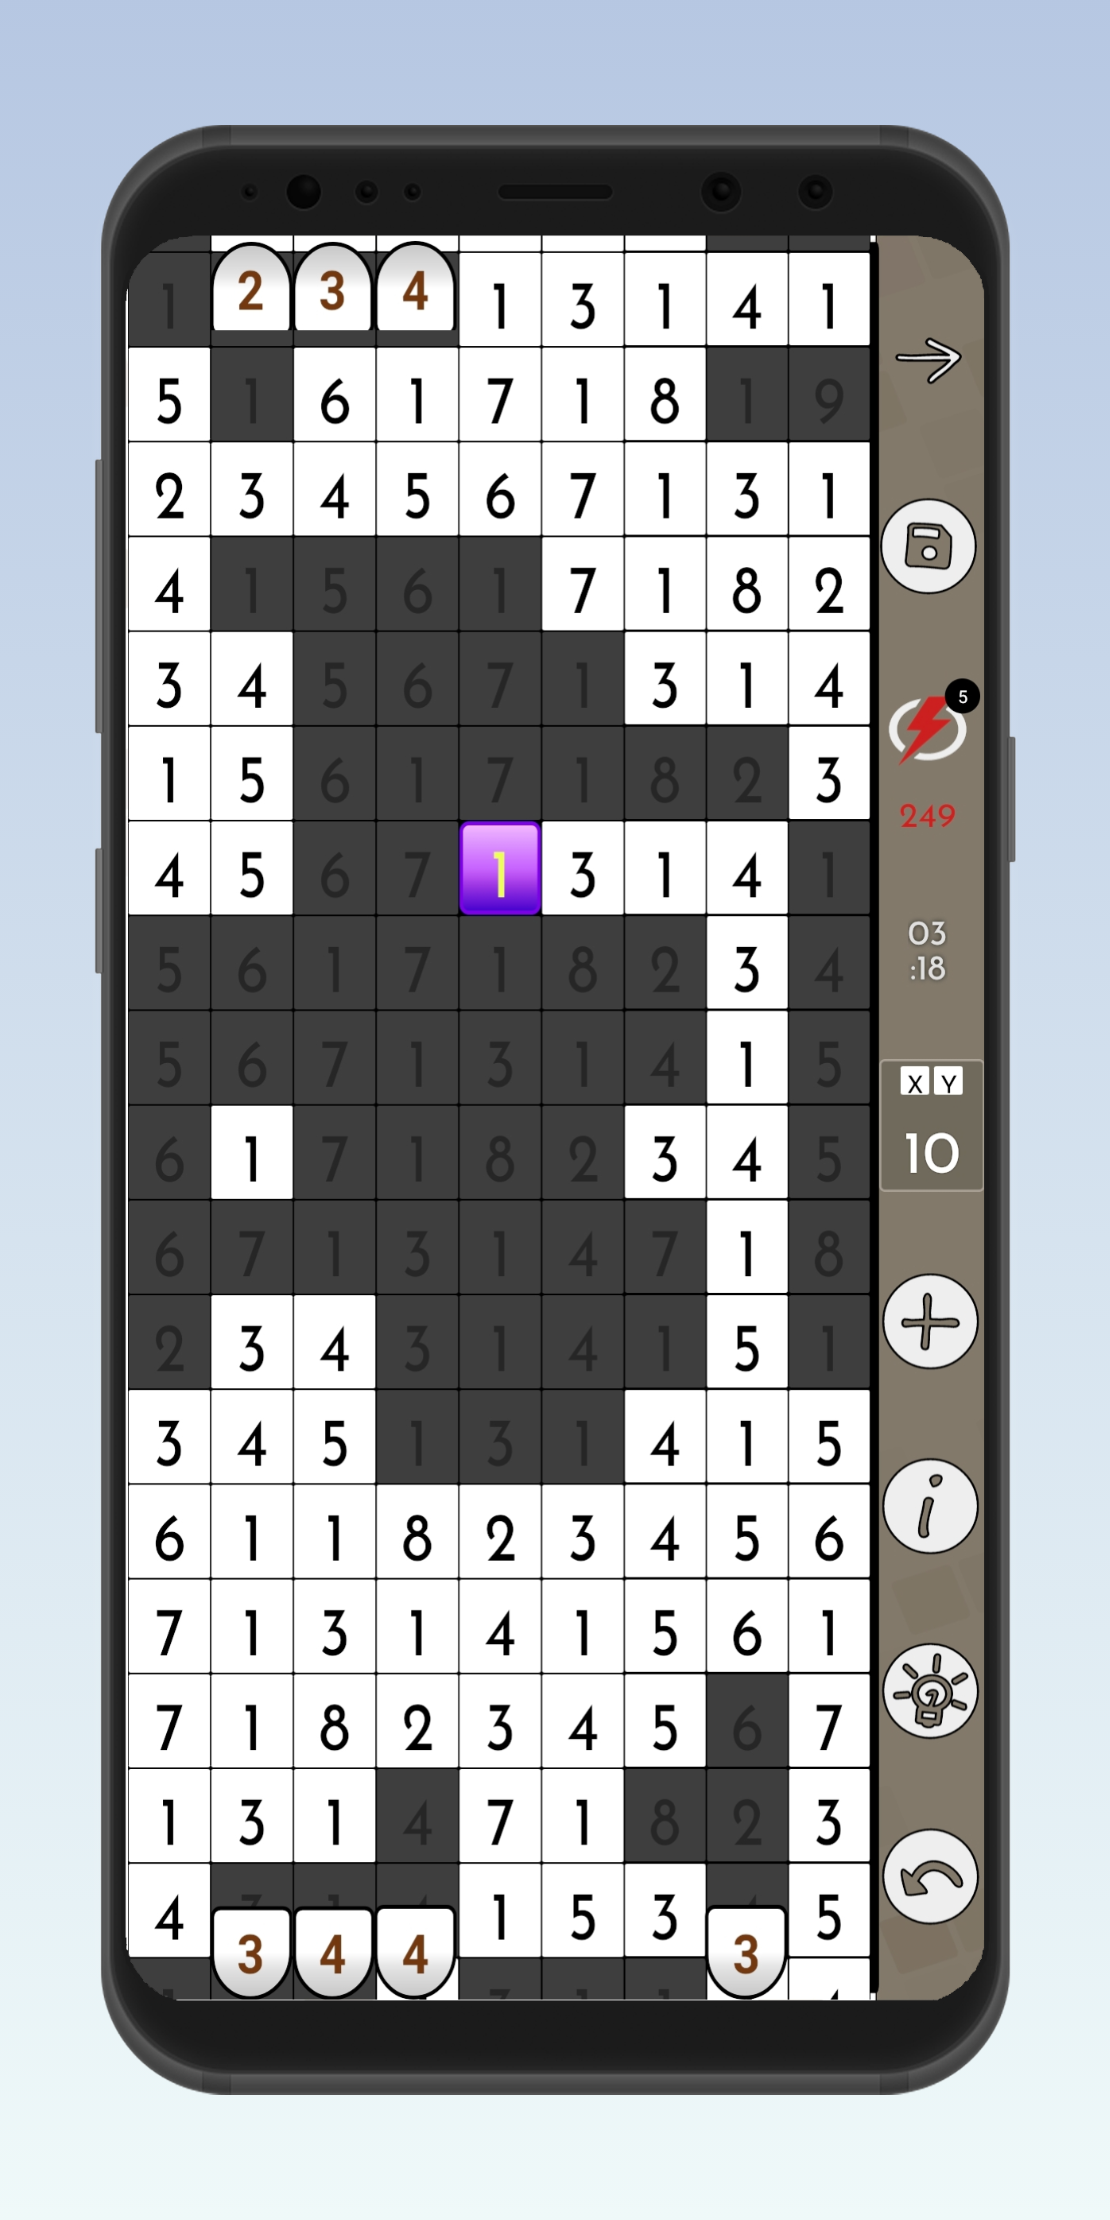 1 2 3 4 1 3 1 4 1
5 1 6 1 7 1 8 1 9
2 3 4 5 6 7 1 3 1
4 1 5 6 1 7 1 8 2
3 4 5 6 7 1 3 1 4
5
1 5 6 1 7 1 8 2 3
249
4 5 6 7 1 3 1 4 1
03
:18
5 6 1 7 1 8 2 3 4
5 6 7 1 3 1 4 1 5
X Y
10
6 1 7 1 8 2 3 4 5
6 7 1 3 1 4 7 1 8
2 3 4 3 1 4 1 5 1
3 4 5 1 3 1 4 1 5
i
6 1 1 8 2 3 4 5 6
7 1 3 1 4 1 5 6 1
7 1 8 2 3 4 5 6 7
1 3 1 4 7 1 8 2 3
4 1 5 3 5
3 4 4 3